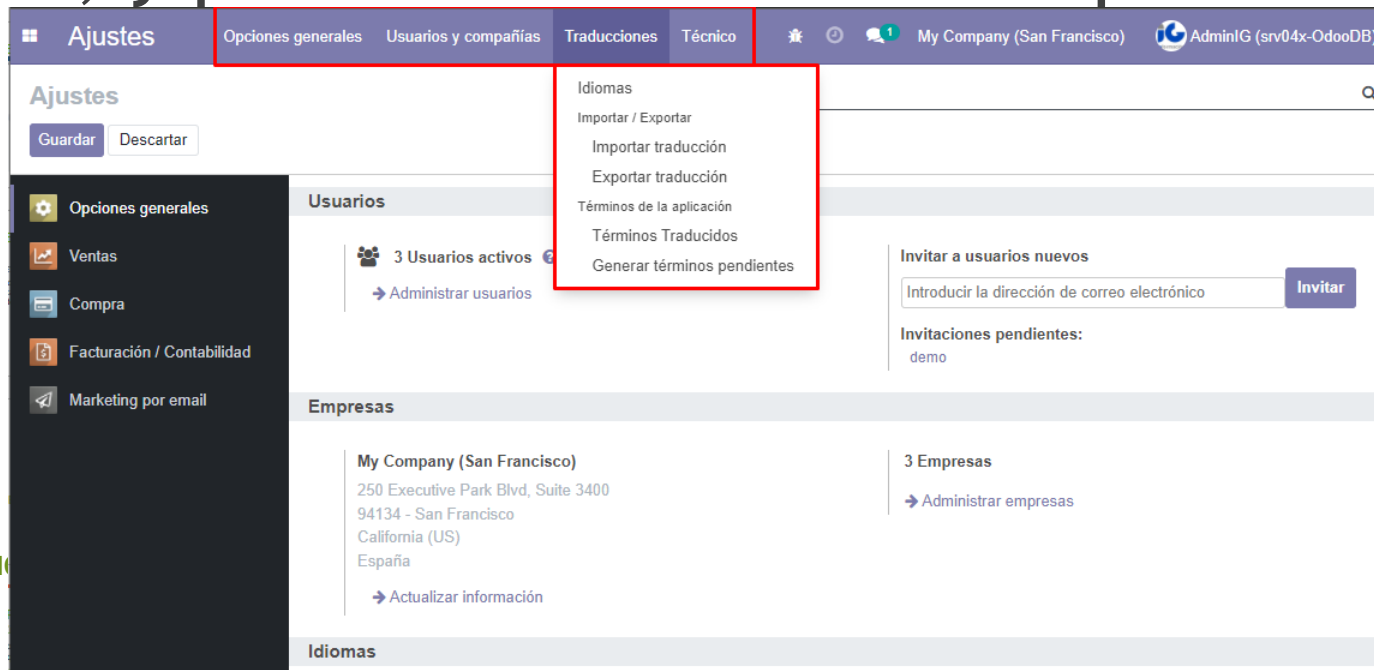 Ajustes
Opciones generales
Usuarios y compañías
Traducciones
Técnico
1
My Company (San Francisco)
AdminIG (srv04x-OdooDB)
Ajustes
Guardar
Descartar
Idiomas
Importar / Exportar
Importar traducción
Exportar traducción
Términos de la aplicación
Términos Traducidos
Generar términos pendientes
Opciones generales
Ventas
Compra
Facturación / Contabilidad
Marketing por email
Usuarios
3 Usuarios activos
Administrar usuarios
Invitar a usuarios nuevos
Introducir la dirección de correo electrónico
Invitar
Invitaciones pendientes:
demo
Empresas
My Company (San Francisco)
250 Executive Park Blvd, Suite 3400
94134 - San Francisco
California (US)
España
Actualizar información
3 Empresas
Administrar empresas
Idiomas